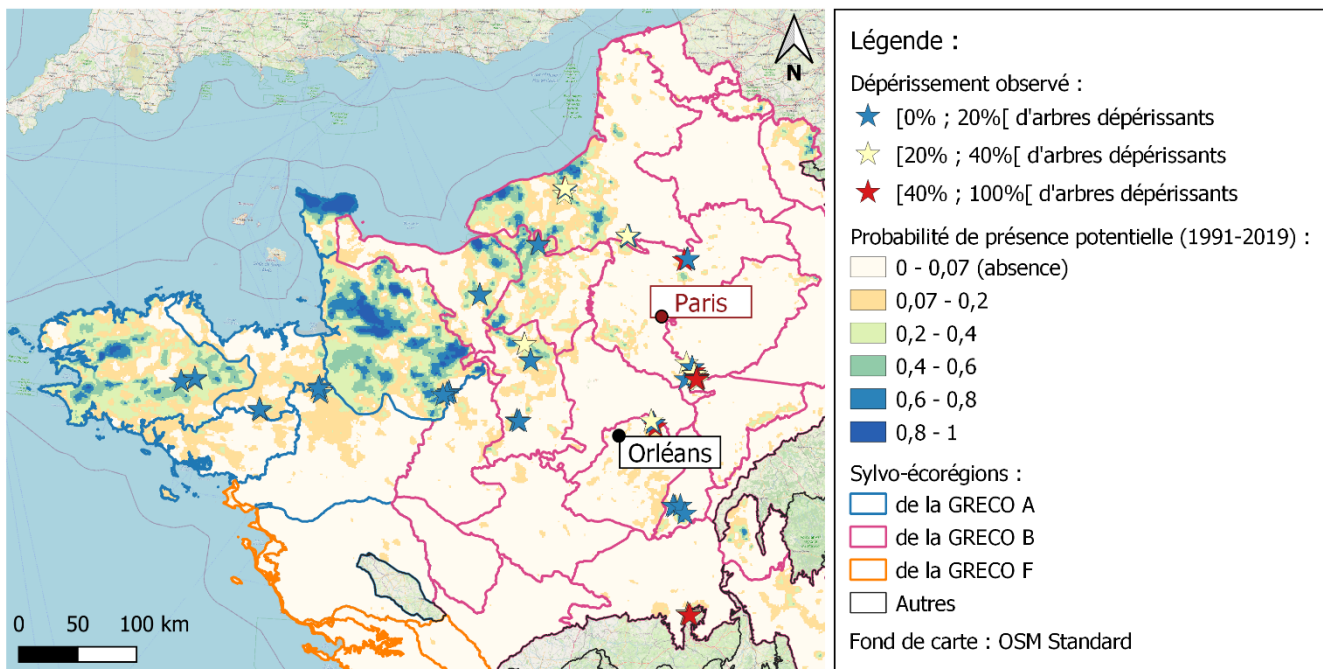 N
Paris
Orléans
0 50 100 km
Légende :
Dépérissement observé :
[0% ; 20%[ d'arbres dépérissants
[20% ; 40%[ d'arbres dépérissants
[40% ; 100%[ d'arbres dépérissants
Probabilité de présence potentielle (1991-2019) :
0 - 0,07 (absence)
0,07 - 0,2
0,2 - 0,4
0,4 - 0,6
0,6 - 0,8
0,8 - 1
Sylvo-écorégions :
de la GRECO A
de la GRECO B
de la GRECO F
Autres
Fond de carte : OSM Standard